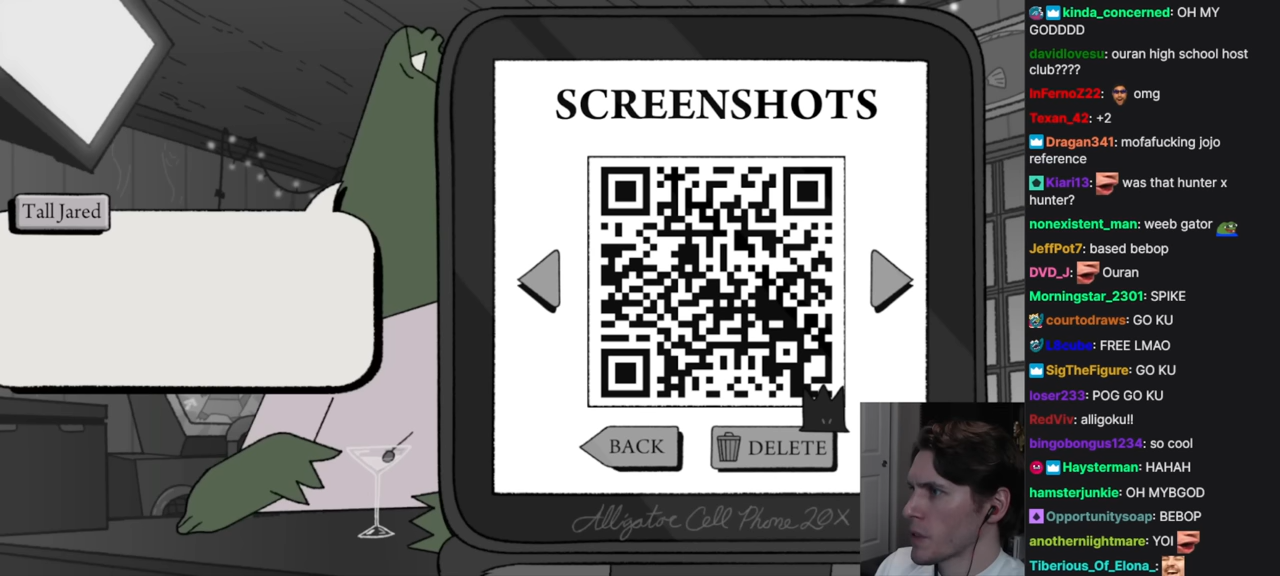 SCREENSHOTS
Tall Jared
BACK
DELETE
Alligator Cell Phone 20X
kinda_concerned: OH MY
GODDDD
davidlovesu: ouran high school host
club????
InFernoZ22: omg
Texan_42: +2
Dragan341: mofafucking jojo
reference
Kiari13: was that hunter x
hunter?
nonexistent_man: weeb gator
JeffPot7: based bebop
DVD_J: Ouran
Morningstar_2301: SPIKE
courtodraws: GO KU
FREE LMAO
SigTheFigure: GO KU
loser233: POG GO KU
RedViv: alligoku!!
bingobongus1234: so cool
Haysterman: HAHAH
hamsterjunkie: OH MYBGOD
Opportunitysoap: BEBOP
anotherniightmare: YOI
Tiberious_Of_Elona_: